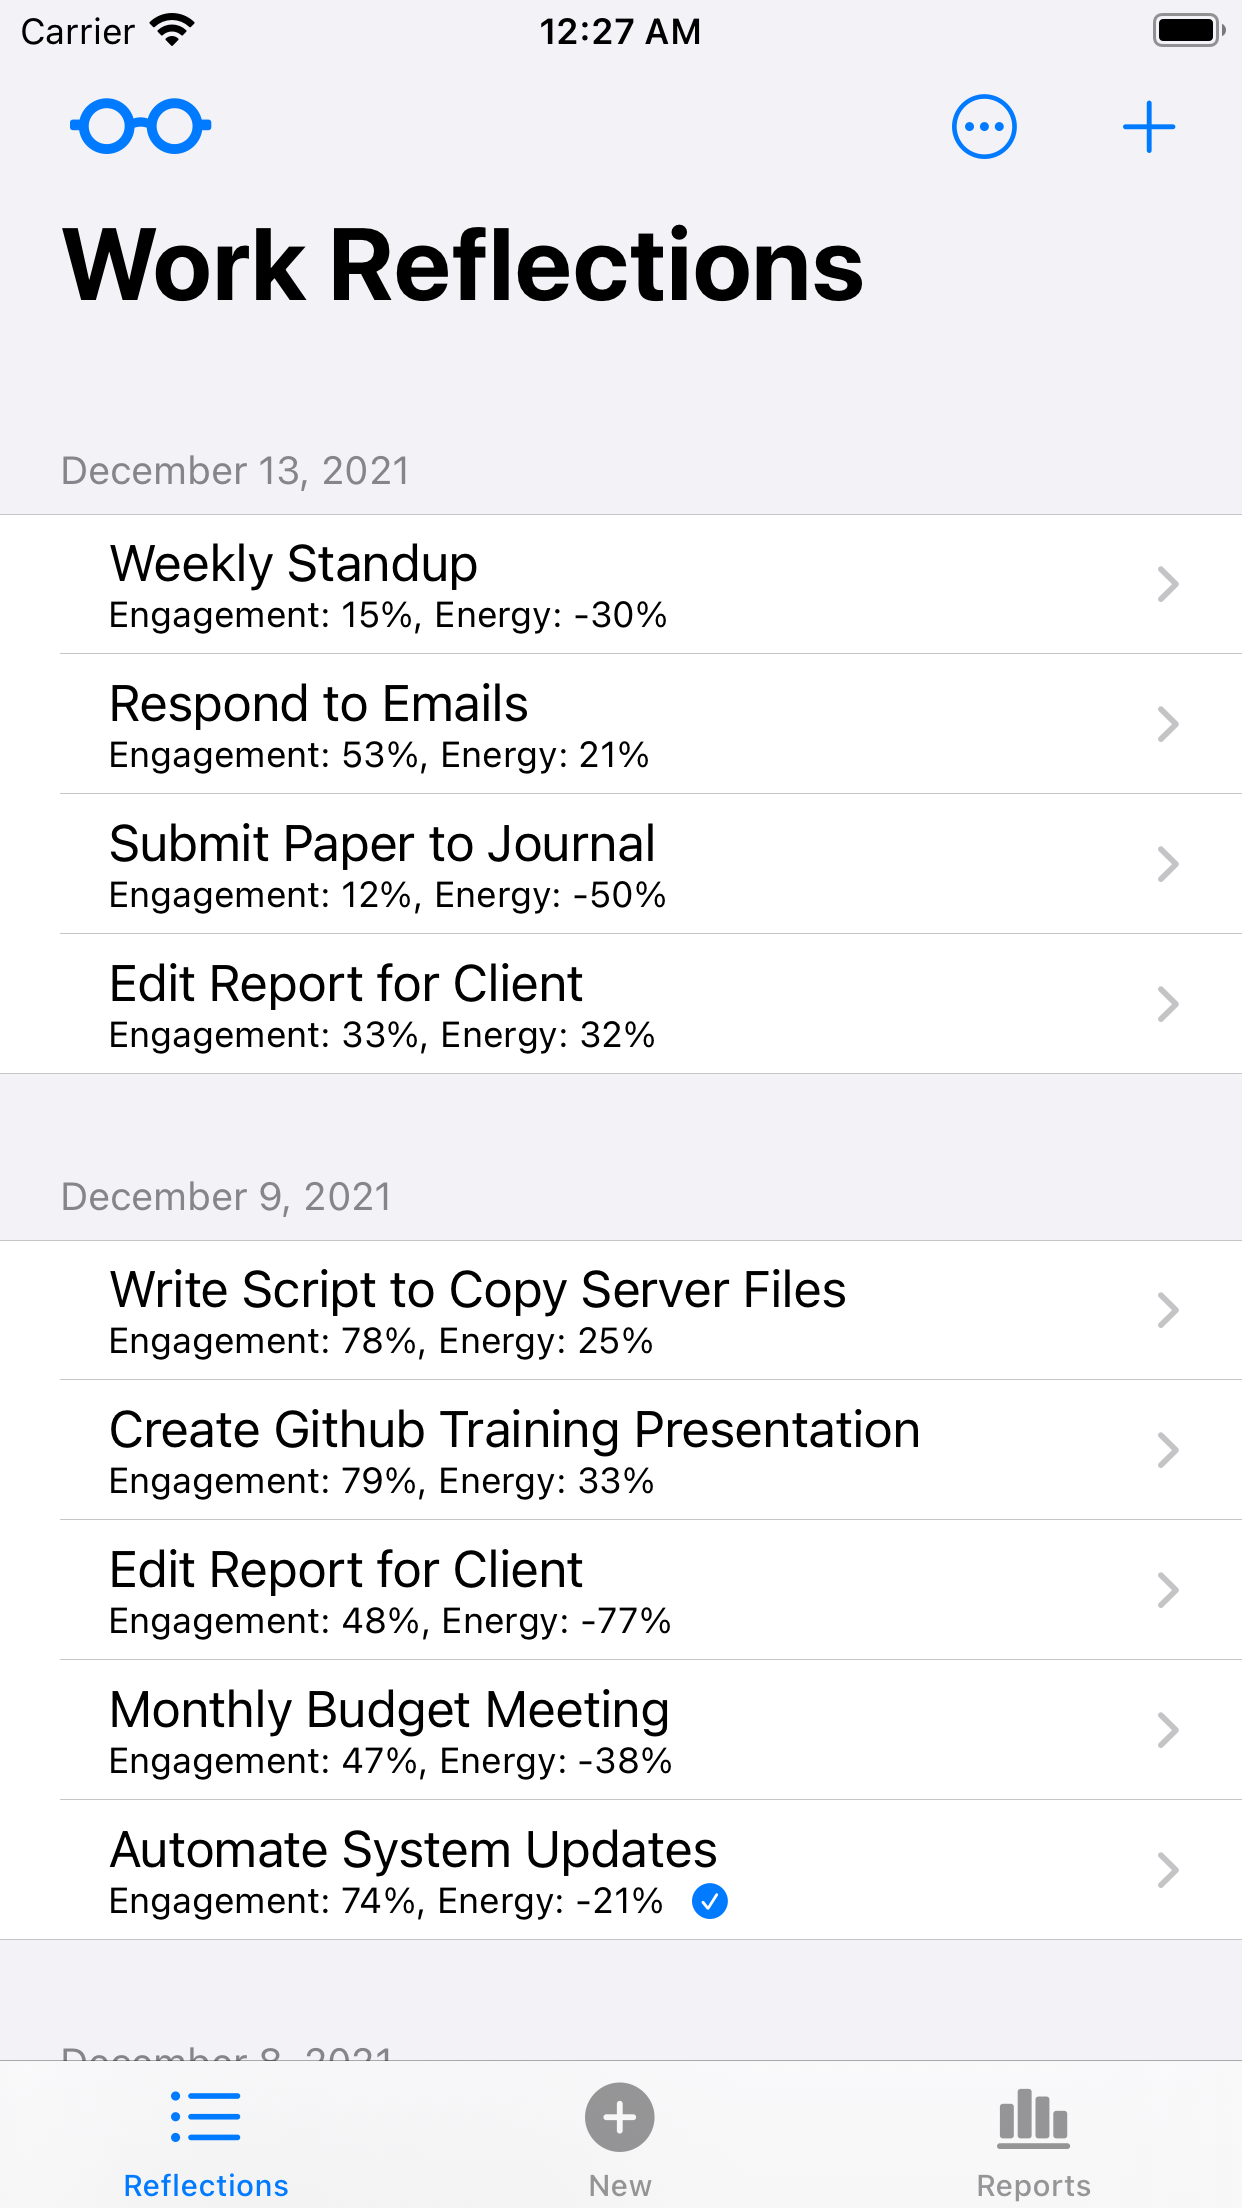 Carrier
12:27 AM
Work Reflections
December 13, 2021
Weekly Standup
Engagement: 15%, Energy: -30%
Respond to Emails
Engagement: 53%, Energy: 21%
Submit Paper to Journal
Engagement: 12%, Energy: -50%
Edit Report for Client
Engagement: 33%, Energy: 32%
December 9, 2021
Write Script to Copy Server Files
Engagement: 78%, Energy: 25%
Create Github Training Presentation
Engagement: 79%, Energy: 33%
Edit Report for Client
Engagement: 48%, Energy: -77%
Monthly Budget Meeting
Engagement: 47%, Energy: -38%
Automate System Updates
Engagement: 74%, Energy: -21%
December 8, 2021
Reflections
New
Reports